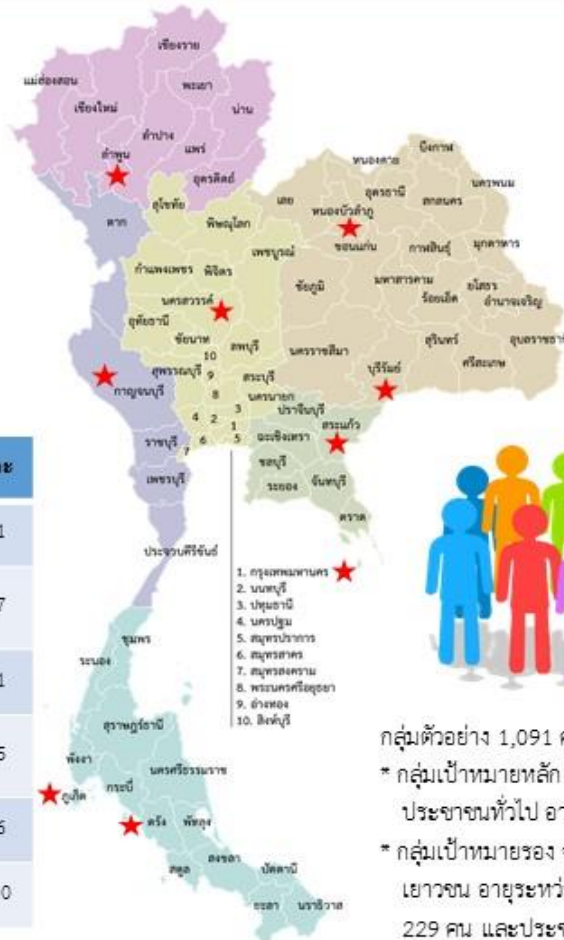 เชียงราย
แม่ฮ่องสอน
พะเยา
เชียงใหม่
น่าน
ลำปาง
แพร่
ลำพูน
อุตรดิตถ์
ตาก
สุโขทัย
พิษณุโลก
เพชรบูรณ์
กำแพงเพชร พิจิตร
นครสวรรค์
อุทัยธานี
ชัยนาท
10
ลพบุรี
สุพรรณบุรี 9
สระบุรี
8
นครนายก
4 2 3
1
6 5
7
บึงกาฬ
หนองคาย
เลย
อุดรธานี
นครพนม
สกลนคร
หนองบัวลำภู
ขอนแก่น
กาฬสินธุ์
มุกดาหาร
ชัยภูมิ
มหาสารคาม
ร้อยเอ็ด
ยโสธร
อำนาจเจริญ
นครราชสีมา
สุรินทร์
ศรีสะเกษ
บุรีรัมย์
กาญจนบุรี
ราชบุรี
เพชรบุรี
ประจวบคีรีขันธ์
ปราจีนบุรี
สระแก้ว
ฉะเชิงเทรา
ชลบุรี
ระยอง
จันทบุรี
ตราด
1. กรุงเทพมหานคร
2. นนทบุรี
3. ปทุมธานี
4. นครปฐม
5. สมุทรปราการ
6. สมุทรสาคร
7. สมุทรสงคราม
8. พระนครศรีอยุธยา
9. อ่างทอง
10. สิงห์บุรี
ชุมพร
ระนอง
สุราษฎร์ธานี
พังงา
นครศรีธรรมราช
กระบี่
ภูเก็ต
ตรัง พัทลุง
สตูล
สงขลา
ปัตตานี
ยะลา นราธิวาส
กลุ่มตัวอย่าง 1,091
* กลุ่มเป้าหมายหลัก
ประชาชนทั่วไป
* กลุ่มเป้าหมายรอง
เยาวชน
229 คน